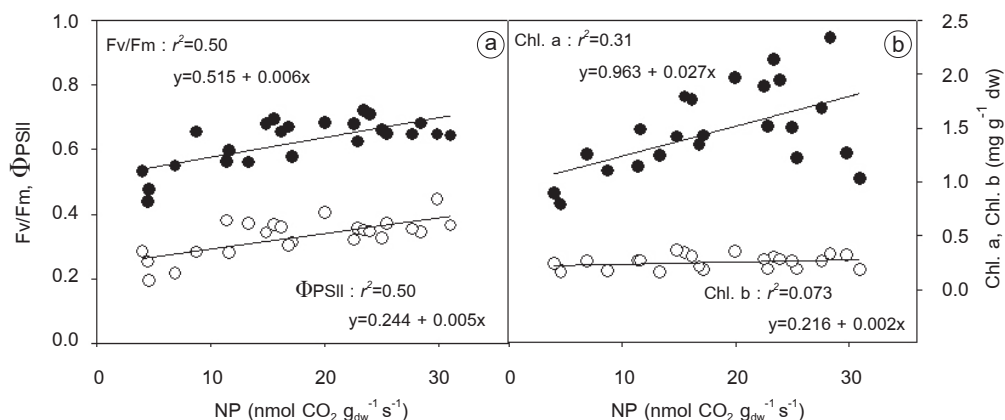 1.0
0.8
0.6
0.4
0.2
0.0
Fv/Fm, ΦPSII
Fv/Fm : r²=0.50
y=0.515 + 0.006x
a
ΦPSII : r²=0.50
y=0.244 + 0.005x
0 10 20 30
NP (nmol CO₂ g_dw⁻¹ s⁻¹)
Chl. a : r²=0.31
y=0.963 + 0.027x
b
Chl. b : r²=0.073
y=0.216 + 0.002x
0 10 20 30
NP (nmol CO₂ g_dw⁻¹ s⁻¹)
2.5
2.0
1.5
1.0
0.5
0.0
Chl. a, Chl. b (mg g⁻¹ dw)